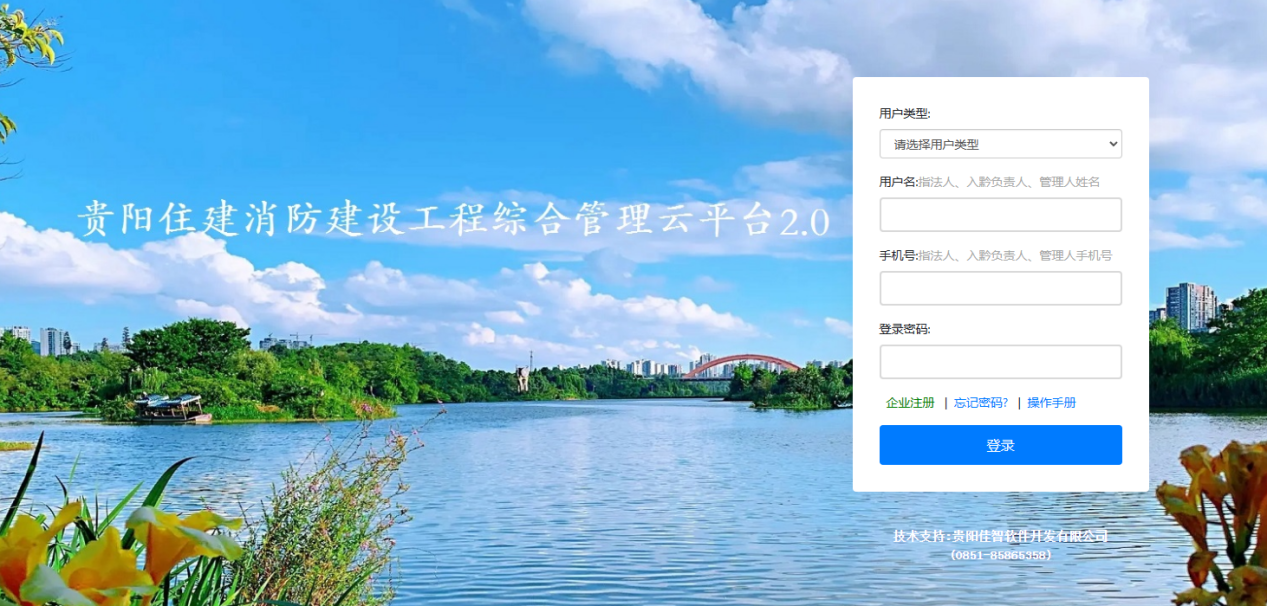 贵阳住建消防建设工程综合管理云平台2.0
用户类型:
请选择用户类型
用户名:指法人、入黔负责人、管理人姓名
手机号:指法人、入黔负责人、管理人手机号
登录密码:
企业注册 | 忘记密码? | 操作手册
登录
技术支持:贵阳住智软件开发有限公司
(0851-85865358)